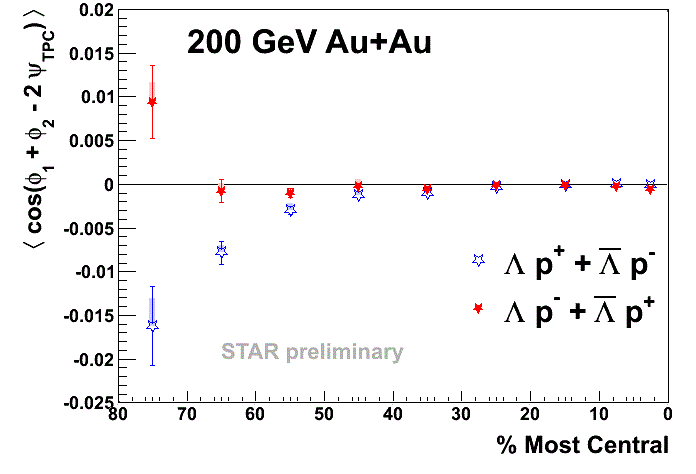 ⟨ cos(ϕ₁ + ϕ₂ - 2 ψ_TPC) ⟩
200 GeV Au+Au
0.02
0.015
0.01
0.005
0
-0.005
-0.01
-0.015
-0.02
-0.025
Λ p⁺ + Λ̅ p⁻
Λ p⁻ + Λ̅ p⁺
STAR preliminary
80 70 60 50 40 30 20 10 0
% Most Central